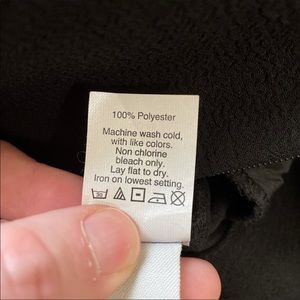 100% Polyester
Machine wash cold,
with like colors.
Non chlorine
bleach only.
Lay flat to dry.
Iron on lowest setting.
30